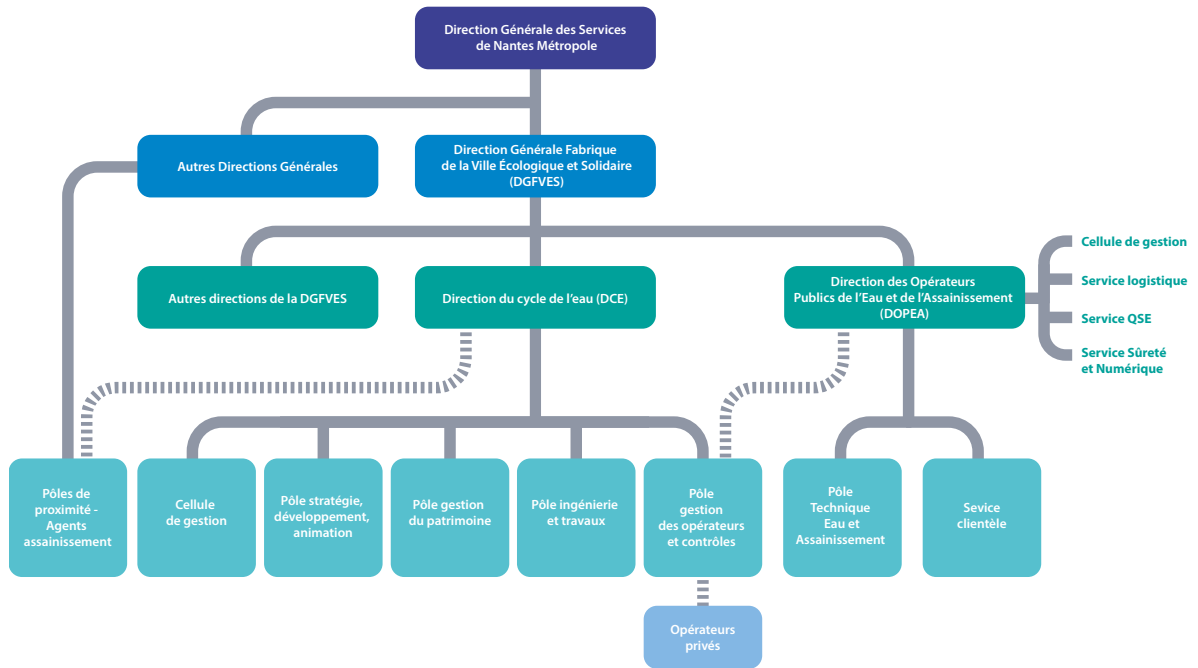 Direction Générale des Services
de Nantes Métropole
Autres Directions Générales
Direction Générale Fabrique
de la Ville Écologique et Solidaire
(DGFVES)
Autres directions de la DGFVES
Direction du cycle de l'eau (DCE)
Direction des Opérateurs
Publics de l'Eau et de l'Assainissement
(DOPEA)
Cellule de gestion
Service logistique
Service QSE
Service Sûreté
et Numérique
Pôles de
proximité -
Agents
assainissement
Cellule
de gestion
Pôle stratégie,
développement,
animation
Pôle gestion
du patrimoine
Pôle ingénierie
et travaux
Pôle
gestion
des opérateurs
et contrôles
Pôle
Technique
Eau et
Assainissement
Sevice
clientèle
Opérateurs
privés